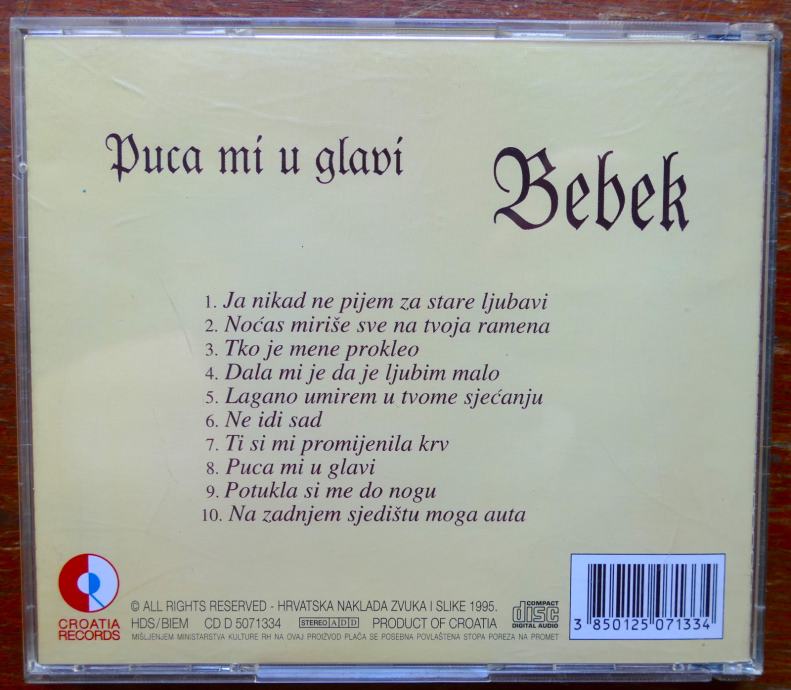 Puca mi u glavi
Bebek
1. Ja nikad ne pijem za stare ljubavi
2. Noćas miriše sve na tvoja ramena
3. Tko je mene prokleo
4. Dala mi je da je ljubim malo
5. Lagano umirem u tvome sjećanju
6. Ne idi sad
7. Ti si mi promijenila krv
8. Puca mi u glavi
9. Potukla si me do nogu
10. Na zadnjem sjedištu moga auta
CROATIA
RECORDS
© ALL RIGHTS RESERVED - HRVATSKA NAKLADA ZVUKA I SLIKE 1995.
HDS/BIEM CD D 5071334 STEREO ADD PRODUCT OF CROATIA
MIŠLJENJEM MINISTARSTVA KULTURE RH NA OVAJ PROIZVOD PLAĆA SE POSEBNA POVLAŠTENA STOPA POREZA NA PROMET
COMPACT
disc
DIGITAL AUDIO
3 850125 071334